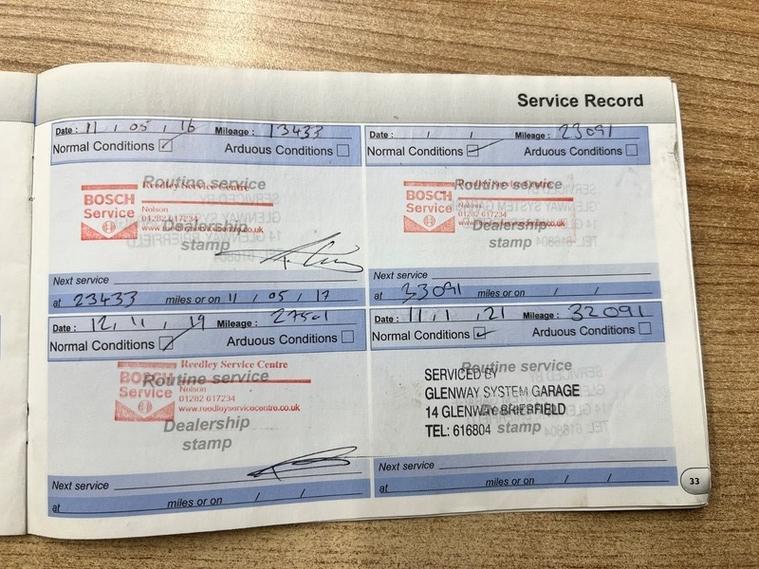 Service Record
Date : 11 / 05 / 16 Mileage : 13433
Normal Conditions Arduous Conditions
Routine service
Reedley Service Centre
BOSCH
Service
Nelson
01282 617234
Dealership
stamp
Next service
at 23433 miles or on 11 / 05 / 17
Date : / / Mileage : 23091
Normal Conditions Arduous Conditions
Routine service
BOSCH
Service
Nelson
01282 617234
Dealership
stamp
Next service
at 33091 miles or on / /
Date : 12 / 11 / 19 Mileage : 27501
Normal Conditions Arduous Conditions
Reedley Service Centre
BOSCH
Service
Routine service
Nelson
01282 617234
www.reedleyservicecentre.co.uk
Dealership
stamp
Next service
at miles or on / /
Date : 11 / 1 / 21 Mileage : 32091
Normal Conditions Arduous Conditions
Routine service
SERVICED BY
GLENWAY SYSTEM GARAGE
14 GLENWAY BRIERFIELD
Dealership
TEL: 616804 stamp
Next service
at miles or on / /
33